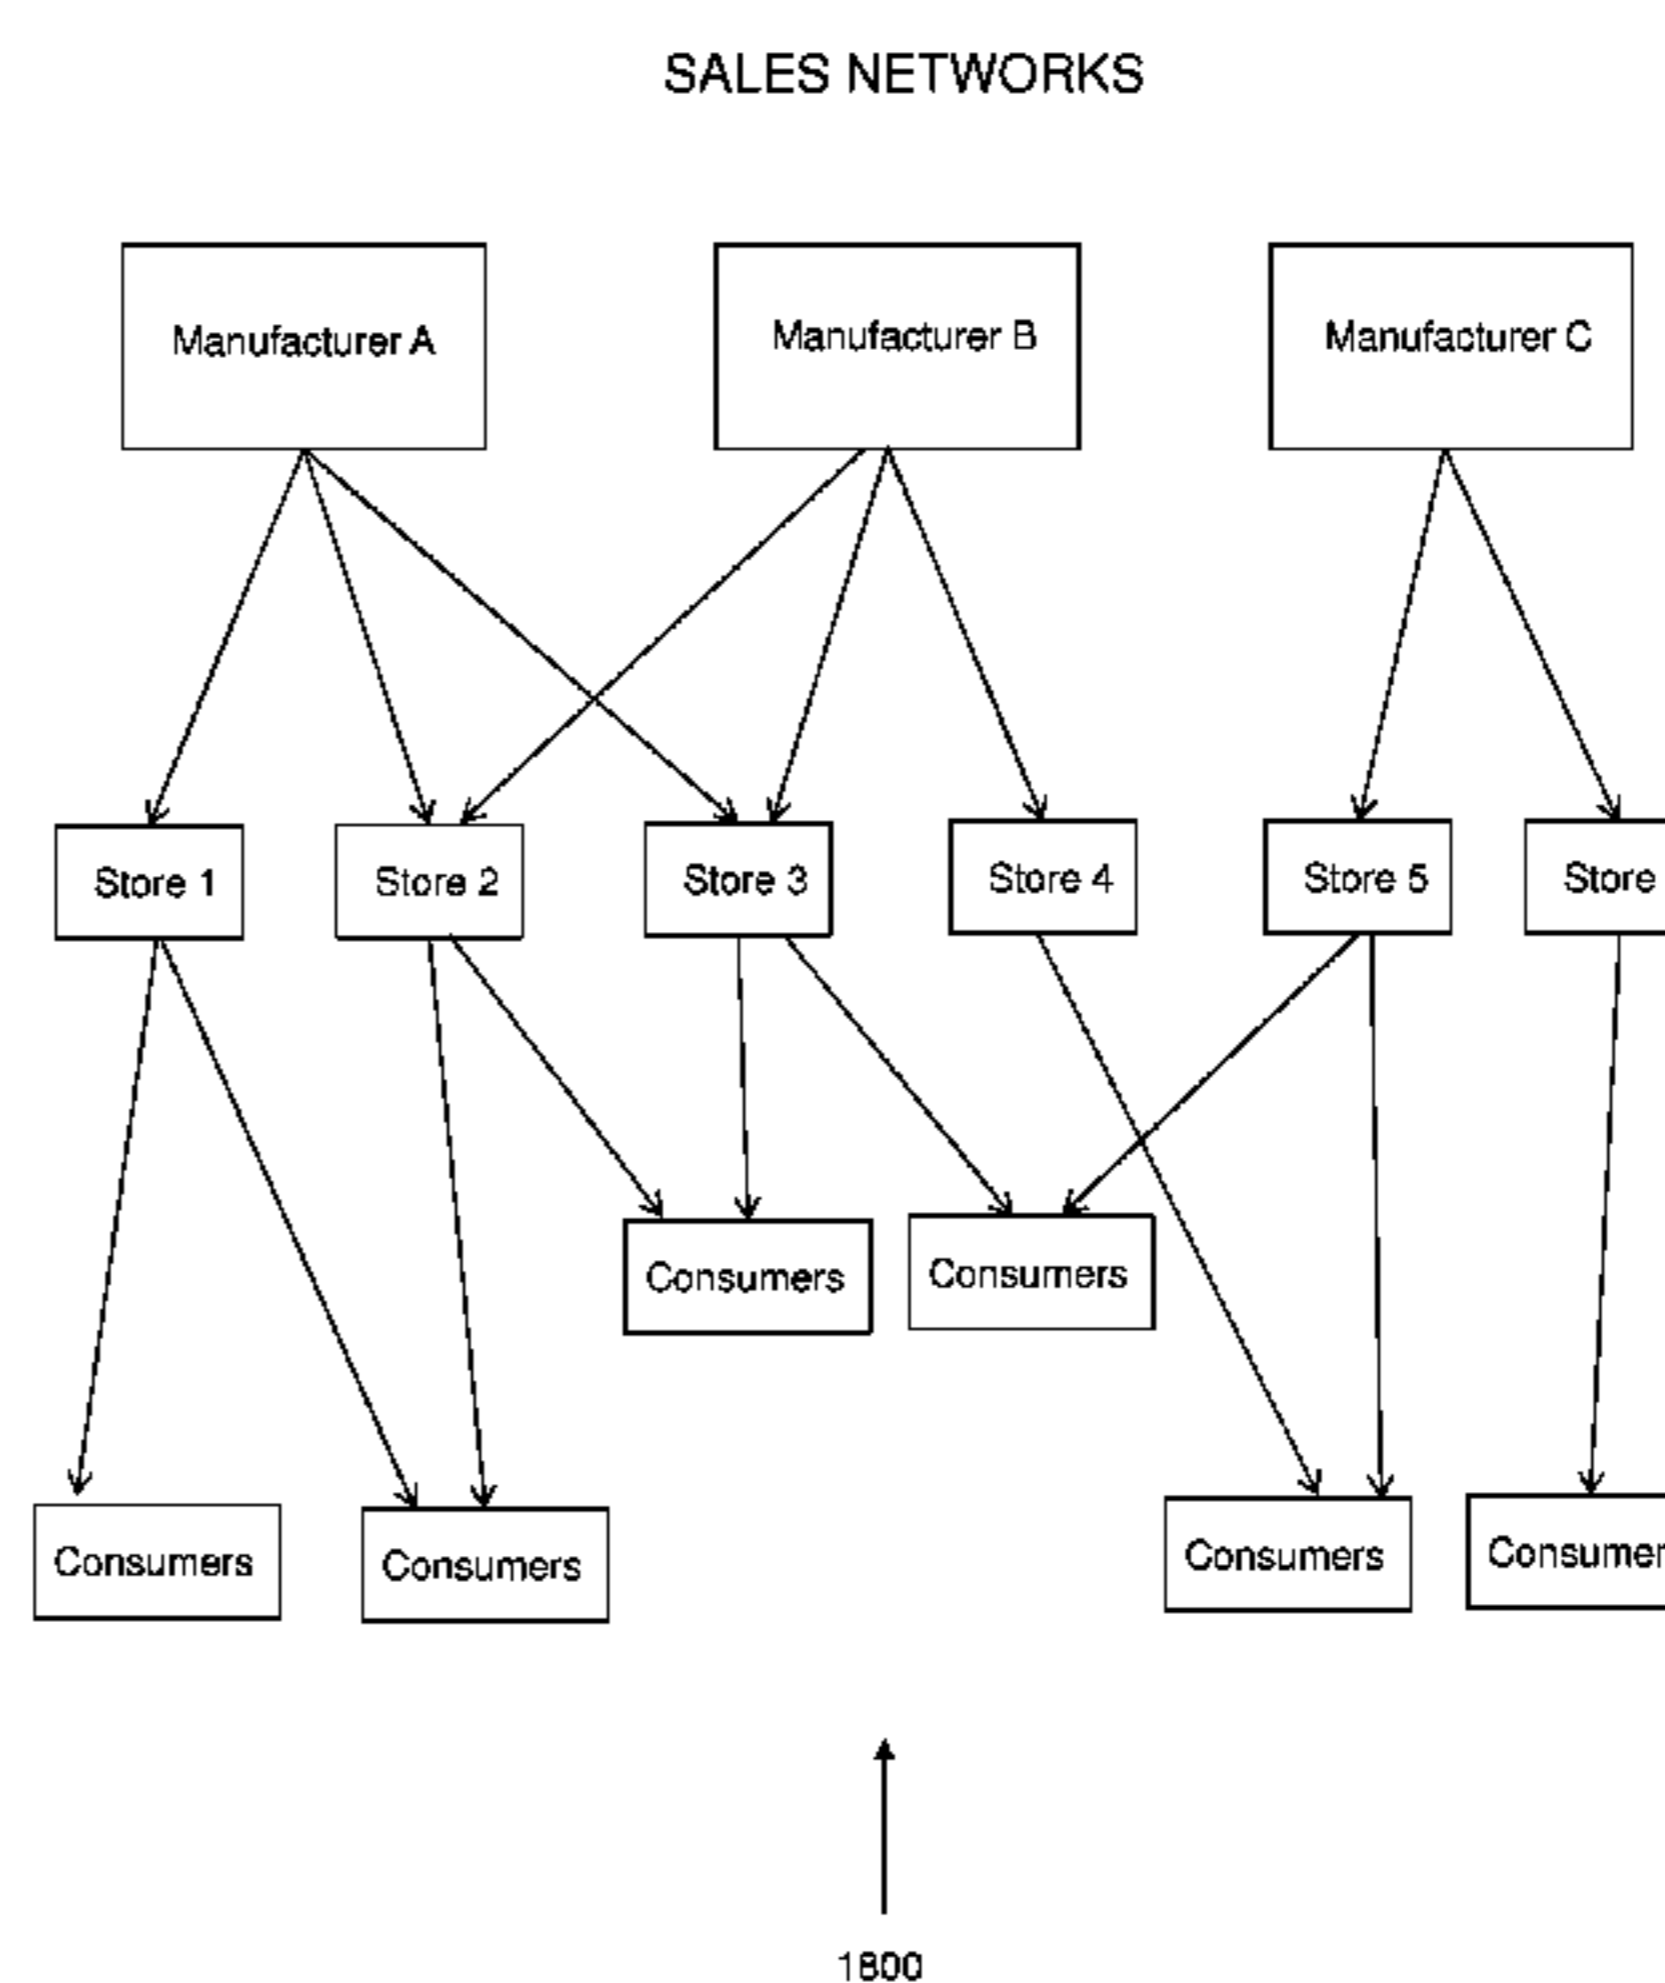 SALES NETWORKS
Manufacturer A
Manufacturer B
Manufacturer C
Store 1
Store 2
Store 3
Store 4
Store 5
Store
Consumers
Consumers
Consumers
Consumers
Consumers
1800